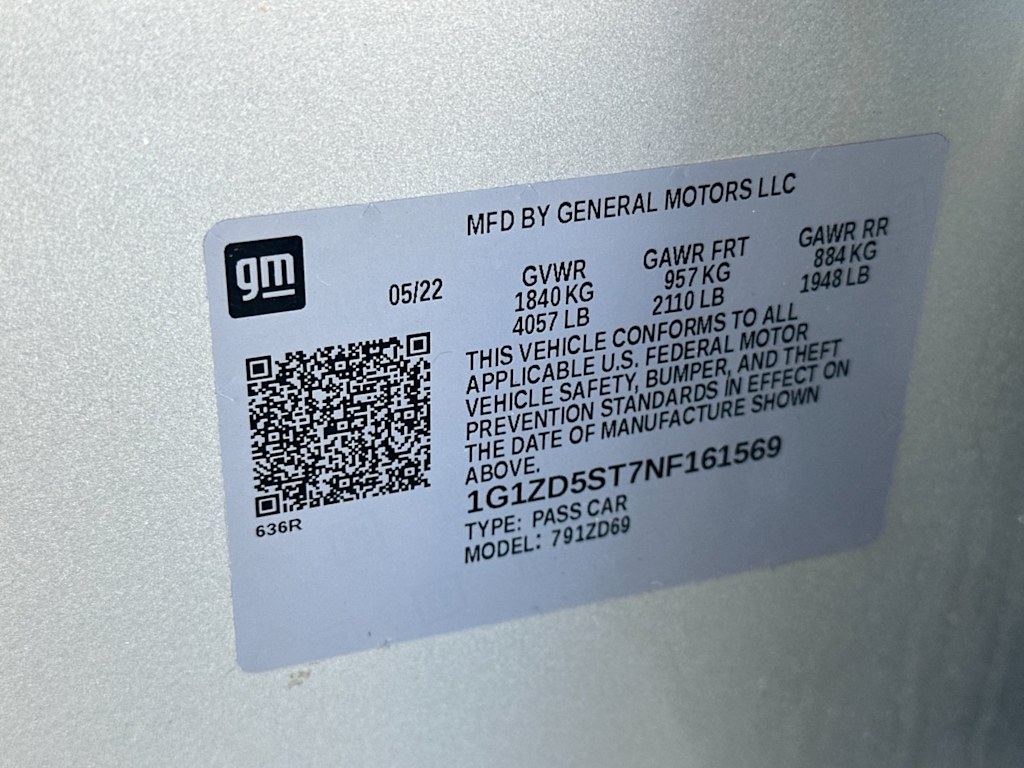 MFD BY GENERAL MOTORS LLC
gm
05/22
GVWR
1840 KG
4057 LB
GAWR FRT
957 KG
2110 LB
GAWR RR
884 KG
1948 LB
THIS VEHICLE CONFORMS TO ALL
APPLICABLE U.S. FEDERAL MOTOR
VEHICLE SAFETY, BUMPER, AND THEFT
PREVENTION STANDARDS IN EFFECT ON
THE DATE OF MANUFACTURE SHOWN
ABOVE.
1G1ZD5ST7NF161569
TYPE: PASS CAR
MODEL: 791ZD69
636R